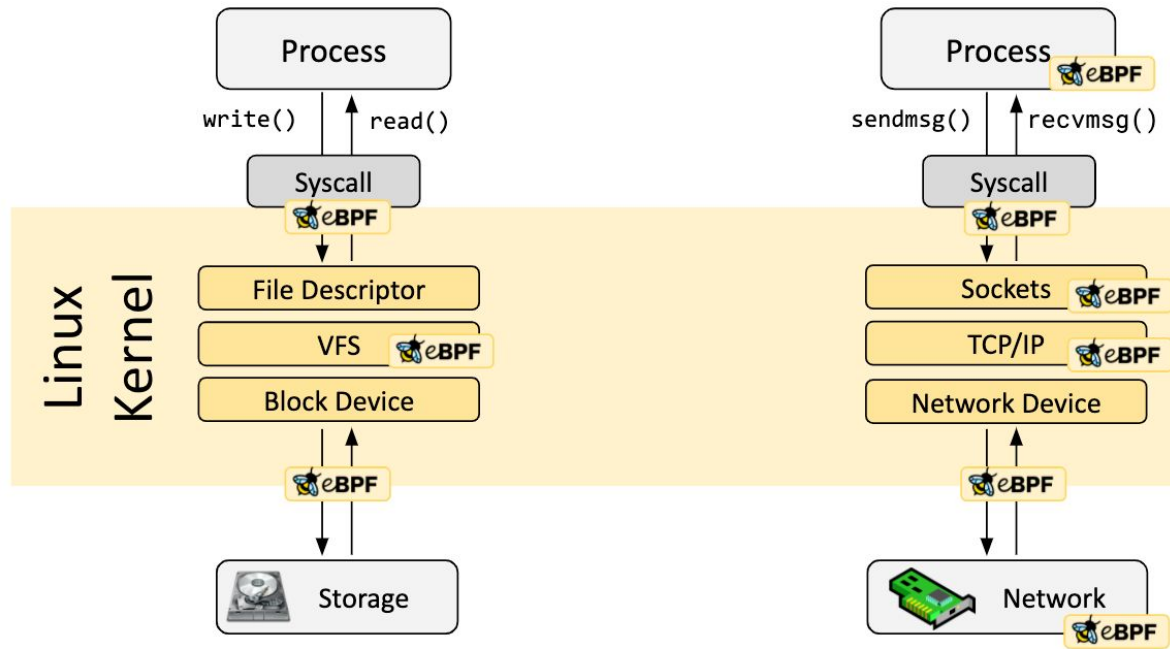 Process
write()
read()
Syscall
eBPF
File Descriptor
VFS
eBPF
Block Device
eBPF
Storage
Linux
Kernel
Process
eBPF
sendmsg()
recvmsg()
Syscall
eBPF
Sockets
eBPF
TCP/IP
eBPF
Network Device
eBPF
Network
eBPF